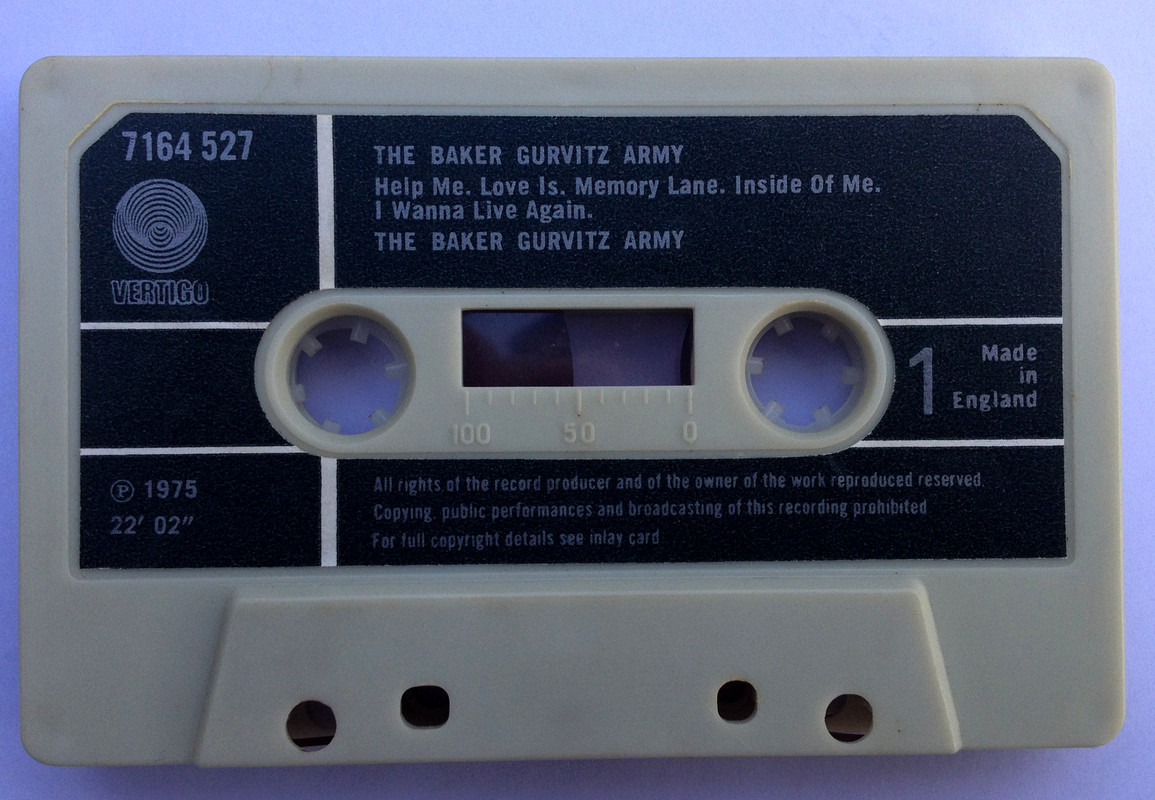 7164 527
VERTIGO
THE BAKER GURVITZ ARMY
Help Me. Love Is. Memory Lane. Inside Of Me.
I Wanna Live Again.
THE BAKER GURVITZ ARMY
100 50 0
1
Made
in
England
Ⓟ 1975
22′ 02″
All rights of the record producer and of the owner of the work reproduced reserved.
Copying, public performances and broadcasting of this recording prohibited
For full copyright details see inlay card